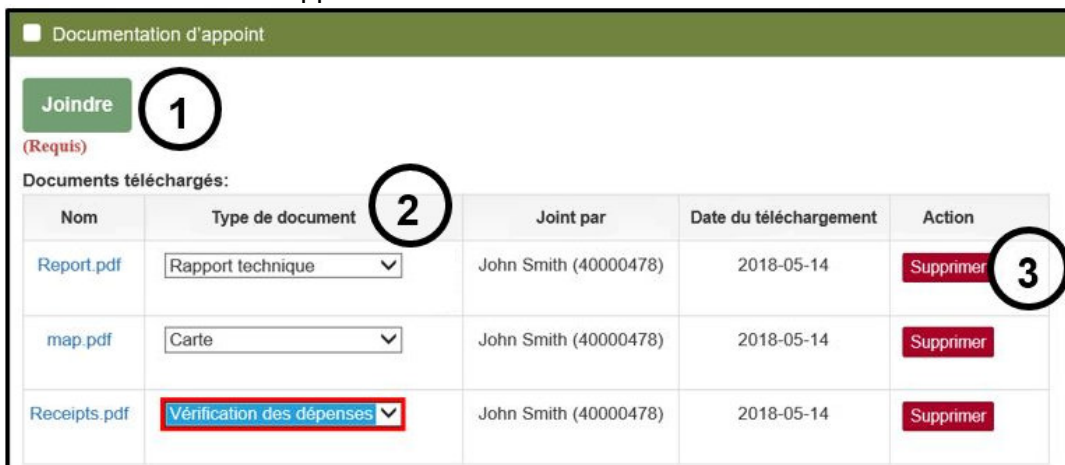 Documentation d'appoint
Joindre
1
(Requis)
Documents téléchargés:
2
Nom Type de document Joint par Date du téléchargement Action
Report.pdf Rapport technique John Smith (40000478) 2018-05-14 Supprimer
3
map.pdf Carte John Smith (40000478) 2018-05-14 Supprimer
Receipts.pdf Vérification des dépenses John Smith (40000478) 2018-05-14 Supprimer